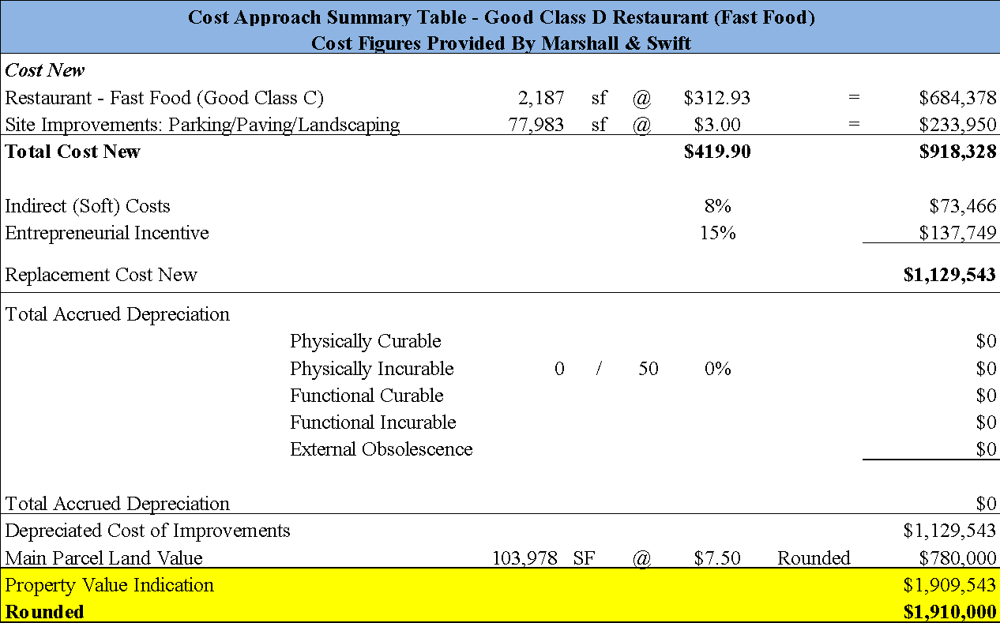 Cost Approach Summary Table - Good Class D Restaurant (Fast Food)
Cost Figures Provided By Marshall & Swift
Cost New
Restaurant - Fast Food (Good Class C) 2,187 sf @ $312.93 = $684,378
Site Improvements: Parking/Paving/Landscaping 77,983 sf @ $3.00 = $233,950
Total Cost New $419.90 $918,328
Indirect (Soft) Costs 8% $73,466
Entrepreneurial Incentive 15% $137,749
Replacement Cost New $1,129,543
Total Accrued Depreciation
Physically Curable $0
Physically Incurable 0 / 50 0% $0
Functional Curable $0
Functional Incurable $0
External Obsolescence $0
Total Accrued Depreciation $0
Depreciated Cost of Improvements $1,129,543
Main Parcel Land Value 103,978 SF @ $7.50 Rounded $780,000
Property Value Indication $1,909,543
Rounded $1,910,000